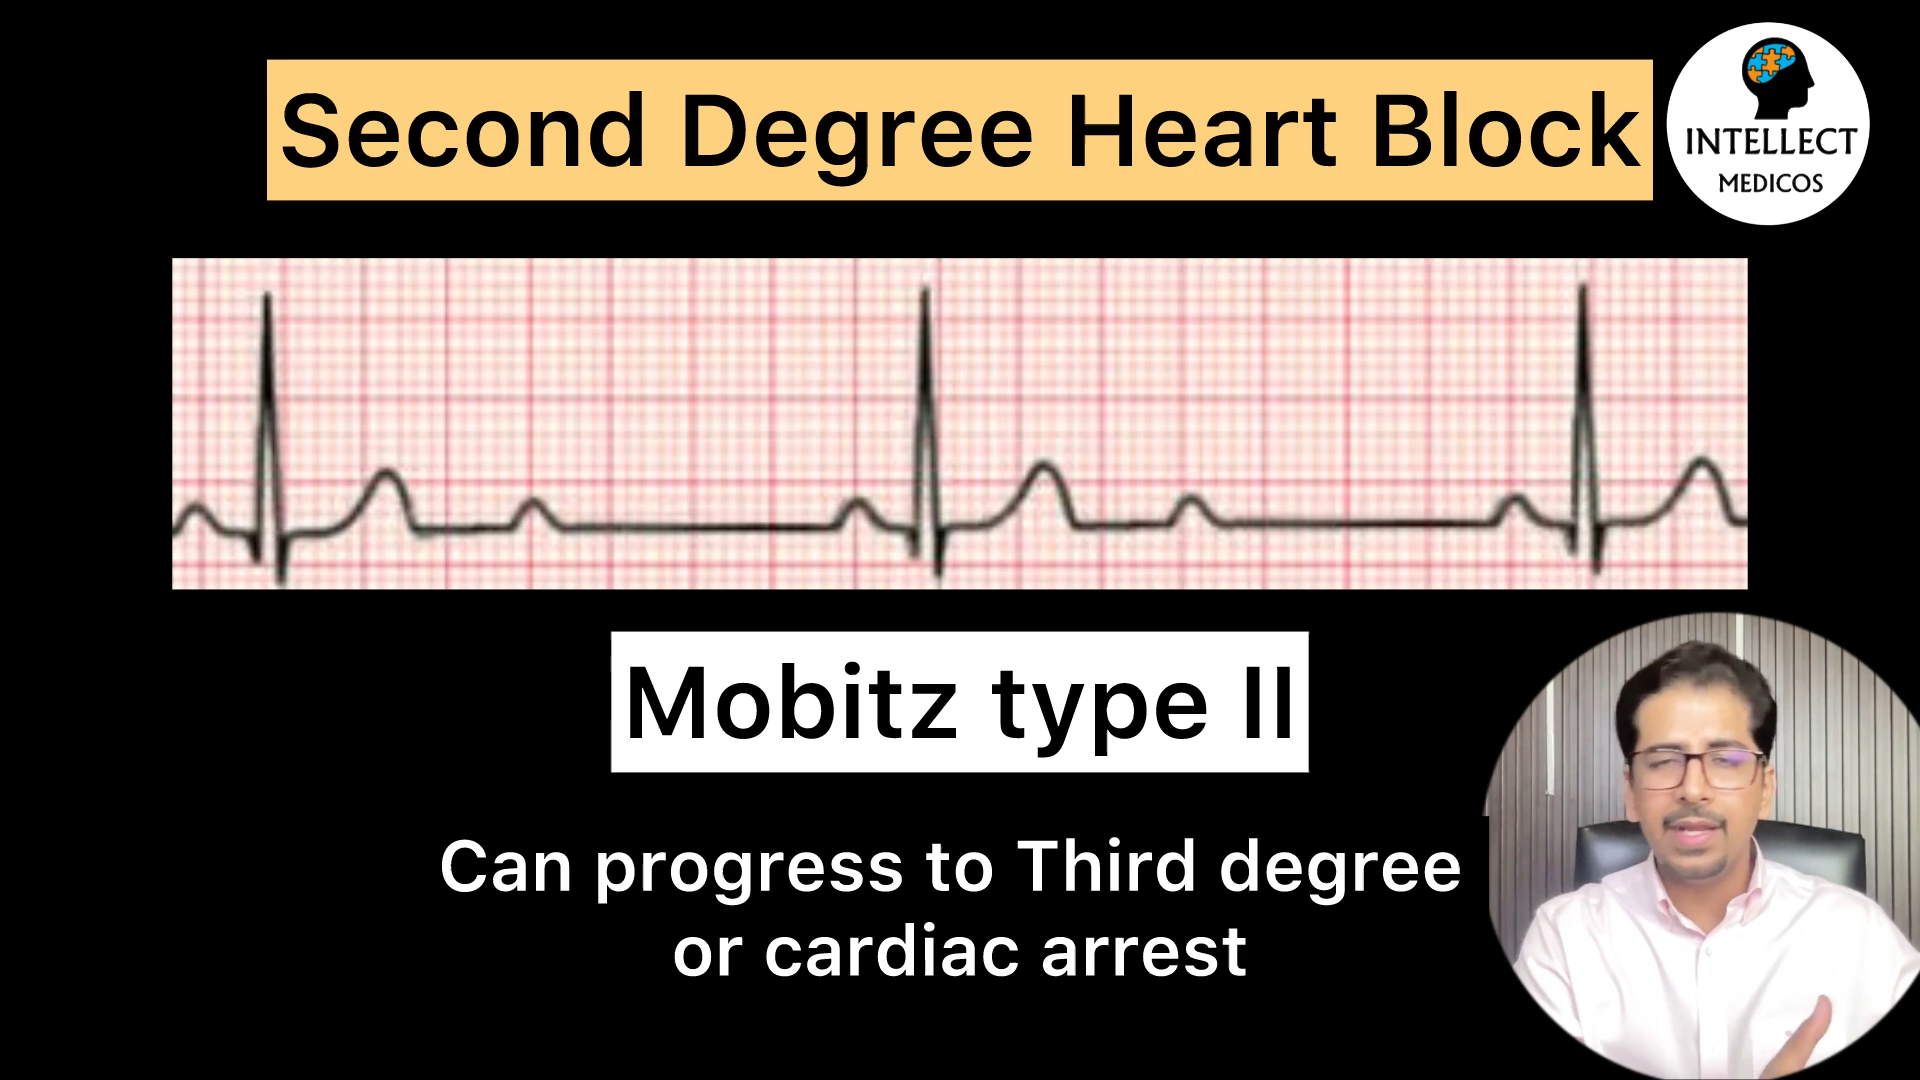 Second Degree Heart Block
INTELLECT
MEDICOS
Mobitz type II
Can progress to Third degree
or cardiac arrest